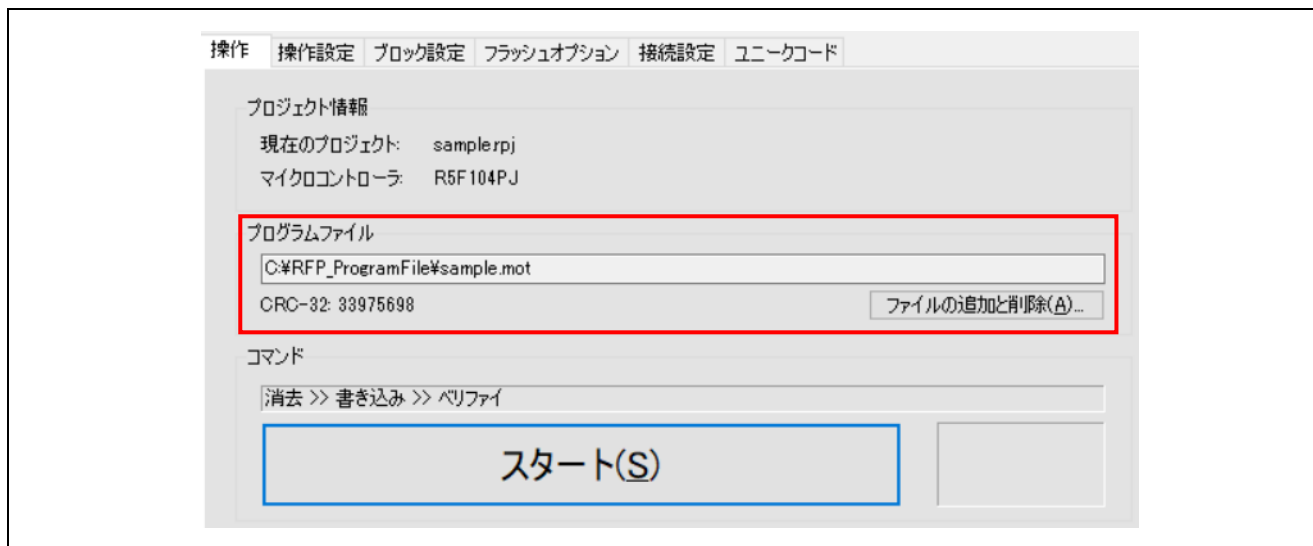 操作 操作設定 ブロック設定 フラッシュオプション 接続設定 ユニークコード
プロジェクト情報
現在のプロジェクト: sample.rpj
マイクロコントローラ: R5F104PJ
プログラムファイル
C:¥RFP_ProgramFile¥sample.mot
CRC-32: 33975698 ファイルの追加と削除(A)...
コマンド
消去 >> 書き込み >> ベリファイ
スタート(S)